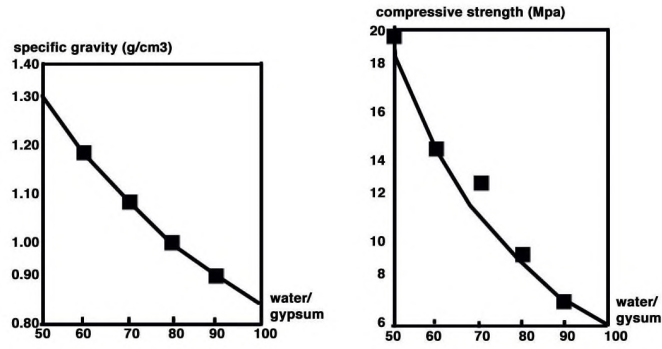 specific gravity (g/cm3)
1.40
1.30
1.20
1.10
1.00
0.90
0.80
50 60 70 80 90 100
water/
gypsum
compressive strength (Mpa)
20
18
16
14
12
10
8
6
50 60 70 80 90 100
water/
gysum